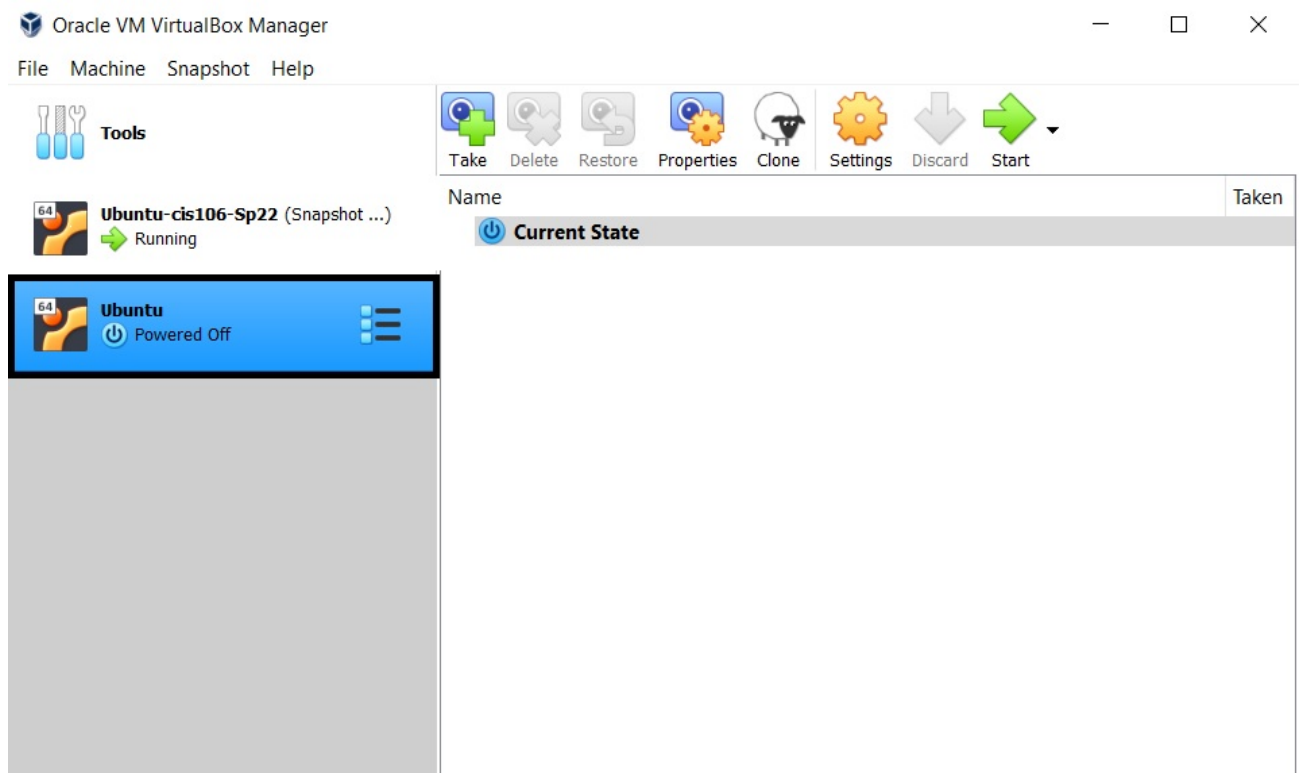 Oracle VM VirtualBox Manager
File Machine Snapshot Help
Tools
Take Delete Restore Properties Clone Settings Discard Start
64
Ubuntu-cis106-Sp22 (Snapshot ...)
Running
64
Ubuntu
Powered Off
Name Taken
Current State